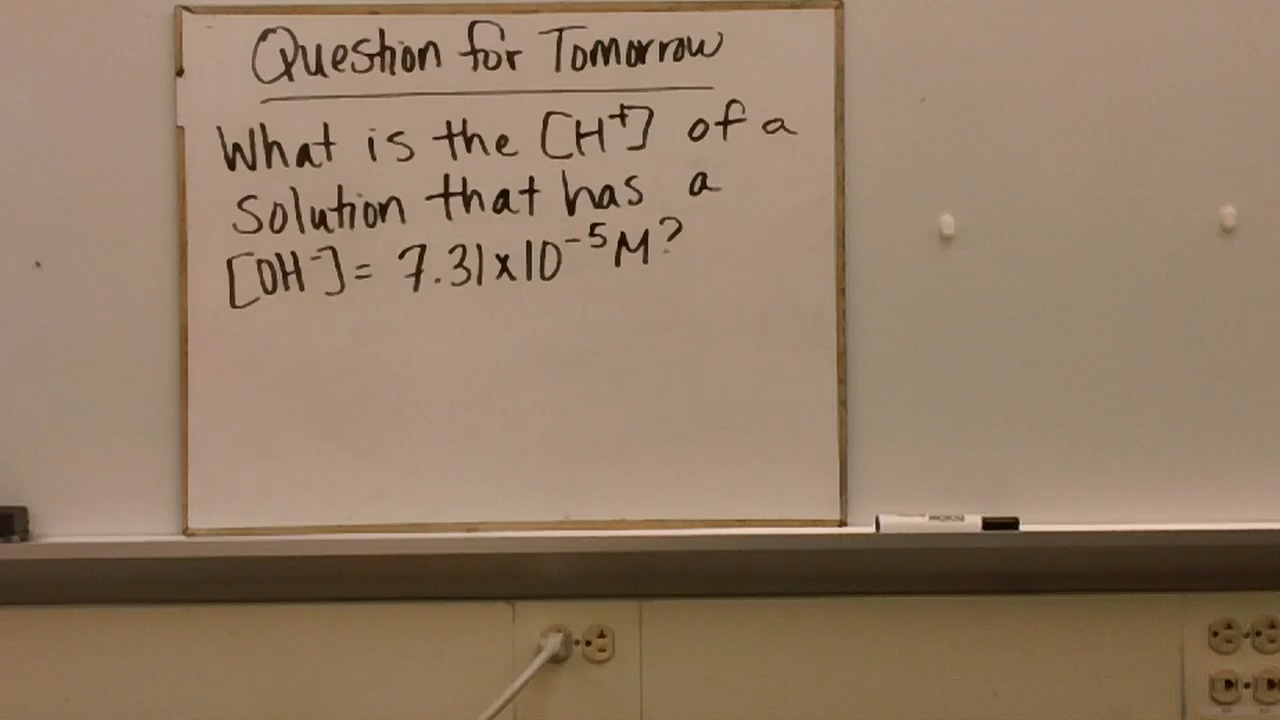 Question for Tomorrow
What is the [H⁺] of a
solution that has a
[OH⁻] = 7.31x10⁻⁵M?